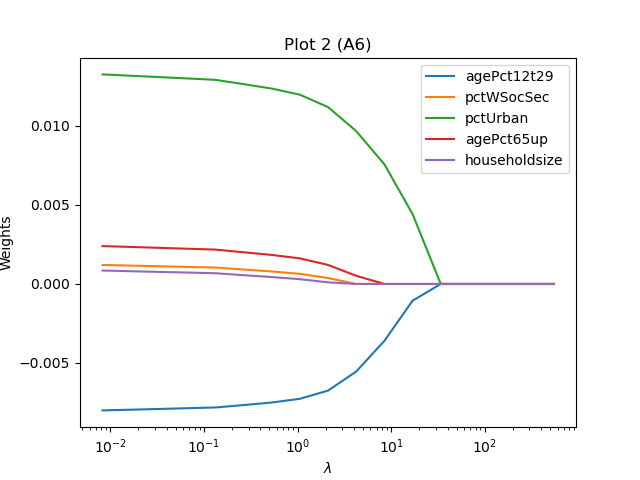 Plot 2 (A6)
agePct12t29
pctWSocSec
pctUrban
agePct65up
householdsize
Weights
0.010
0.005
0.000
−0.005
10⁻²
10⁻¹
10⁰
10¹
10²
λ